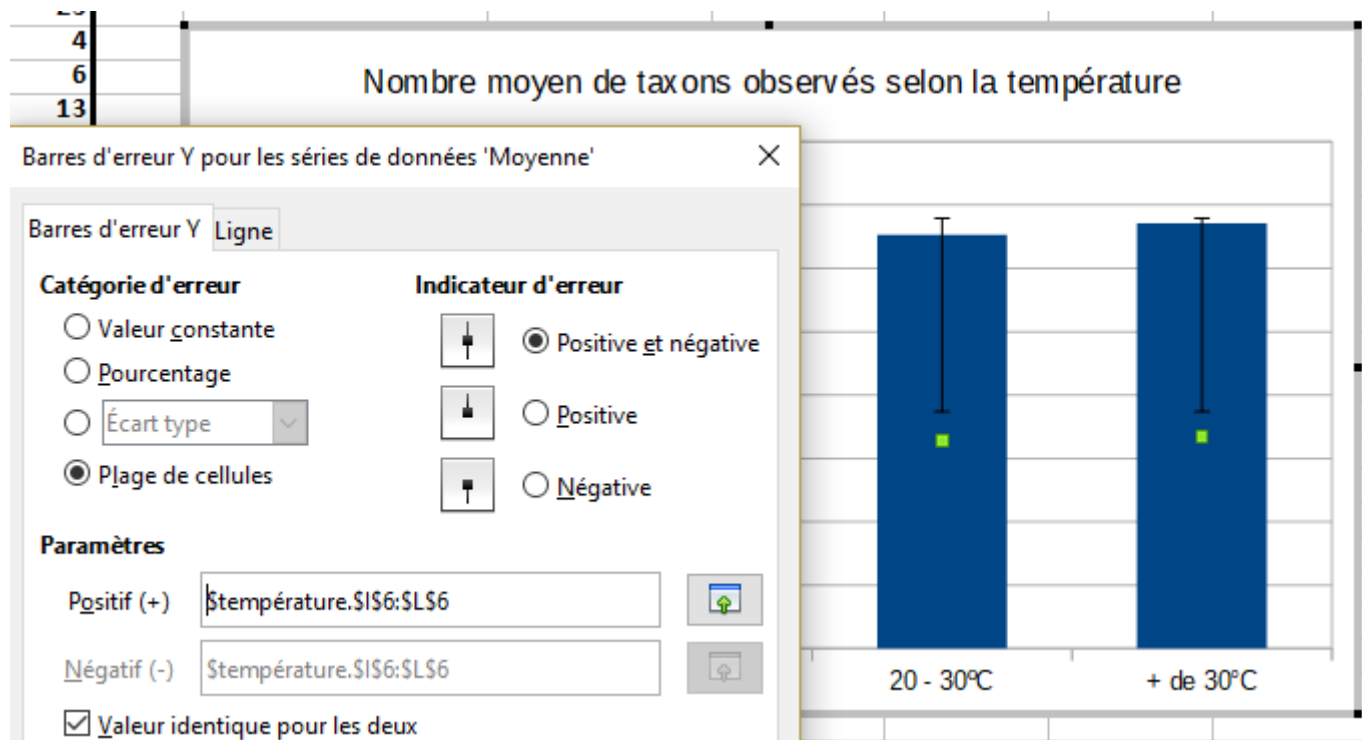 4
6
13
Nombre moyen de taxons observés selon la température
Barres d'erreur Y pour les séries de données 'Moyenne'
Barres d'erreur Y Ligne
Catégorie d'erreur
Indicateur d'erreur
Valeur constante
Positive et négative
Pourcentage
Écart type
Positive
Plage de cellules
Négative
Paramètres
Positif (+) $température.$I$6:$L$6
Négatif (-) $température.$I$6:$L$6
Valeur identique pour les deux
20 - 30ºC
+ de 30°C